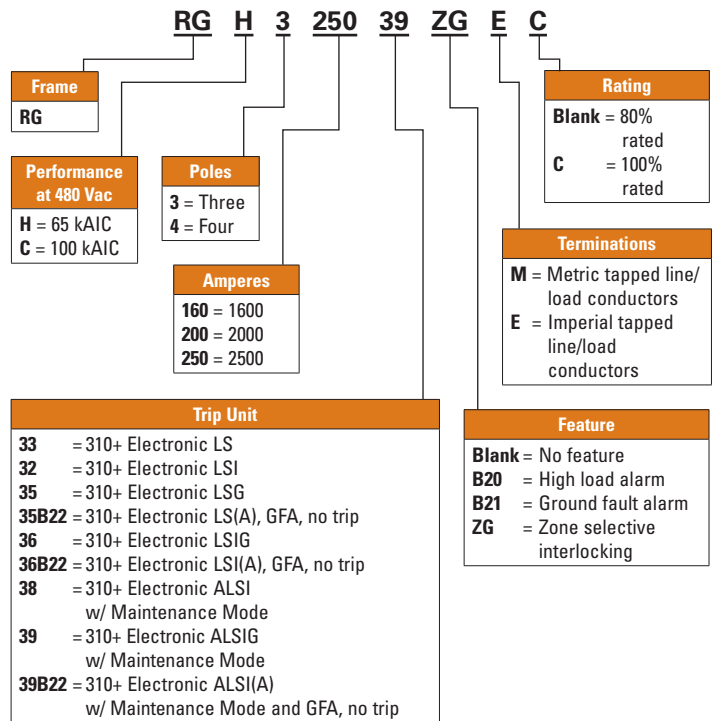 RG H 3 250 39 ZG E C
Frame
RG
Performance
at 480 Vac
H = 65 kAIC
C = 100 kAIC
Poles
3 = Three
4 = Four
Amperes
160 = 1600
200 = 2000
250 = 2500
Rating
Blank = 80%
rated
C = 100%
rated
Terminations
M = Metric tapped line/
load conductors
E = Imperial tapped
line/load
conductors
Trip Unit
33 = 310+ Electronic LS
32 = 310+ Electronic LSI
35 = 310+ Electronic LSG
35B22 = 310+ Electronic LS(A), GFA, no trip
36 = 310+ Electronic LSIG
36B22 = 310+ Electronic LSI(A), GFA, no trip
38 = 310+ Electronic ALSI
w/ Maintenance Mode
39 = 310+ Electronic ALSIG
w/ Maintenance Mode
39B22 = 310+ Electronic ALSI(A)
w/ Maintenance Mode and GFA, no trip
Feature
Blank = No feature
B20 = High load alarm
B21 = Ground fault alarm
ZG = Zone selective
interlocking